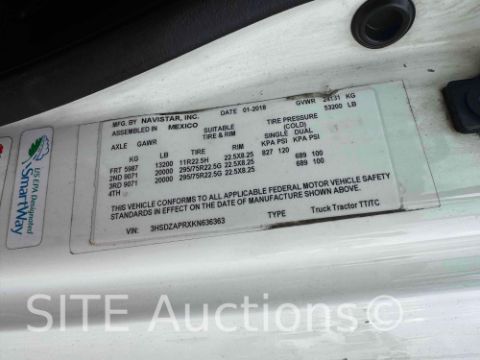 MFG. BY NAVISTAR, INC. DATE 01-2018 GVWR 24131 KG
ASSEMBLED IN MEXICO 53200 LB
SUITABLE TIRE PRESSURE
AXLE GAWR TIRE & RIM (COLD)
SINGLE DUAL
KG LB TIRE RIM KPA PSI KPA PSI
FRT 5987 13200 11R22.5H 22.5X8.25 827 120
2ND 9071 20000 295/75R22.5G 22.5X8.25 689 100
3RD 9071 20000 295/75R22.5G 22.5X8.25 689 100
4TH
THIS VEHICLE CONFORMS TO ALL APPLICABLE FEDERAL MOTOR VEHICLE SAFETY
STANDARDS IN EFFECT ON THE DATE OF MANUFACTURE SHOWN ABOVE.
VIN: 3HSDZAPRXKN636363 TYPE Truck Tractor TT/TC
US EPA Designated
SmartWay
SITE Auctions.com